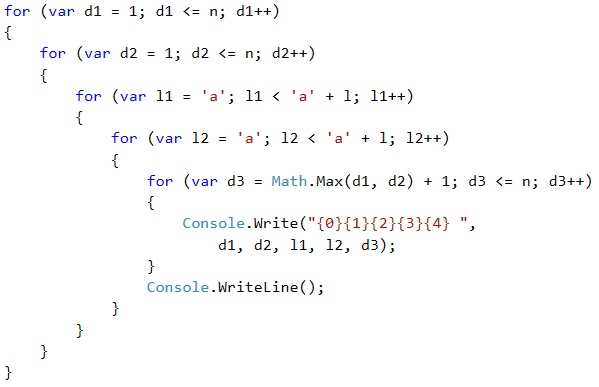 for (var d1 = 1; d1 <= n; d1++)
{
    for (var d2 = 1; d2 <= n; d2++)
    {
        for (var l1 = 'a'; l1 < 'a' + l; l1++)
        {
            for (var l2 = 'a'; l2 < 'a' + l; l2++)
            {
                for (var d3 = Math.Max(d1, d2) + 1; d3 <= n; d3++)
                {
                    Console.Write("{0}{1}{2}{3}{4} ",
                        d1, d2, l1, l2, d3);
                }
                Console.WriteLine();
            }
        }
    }
}